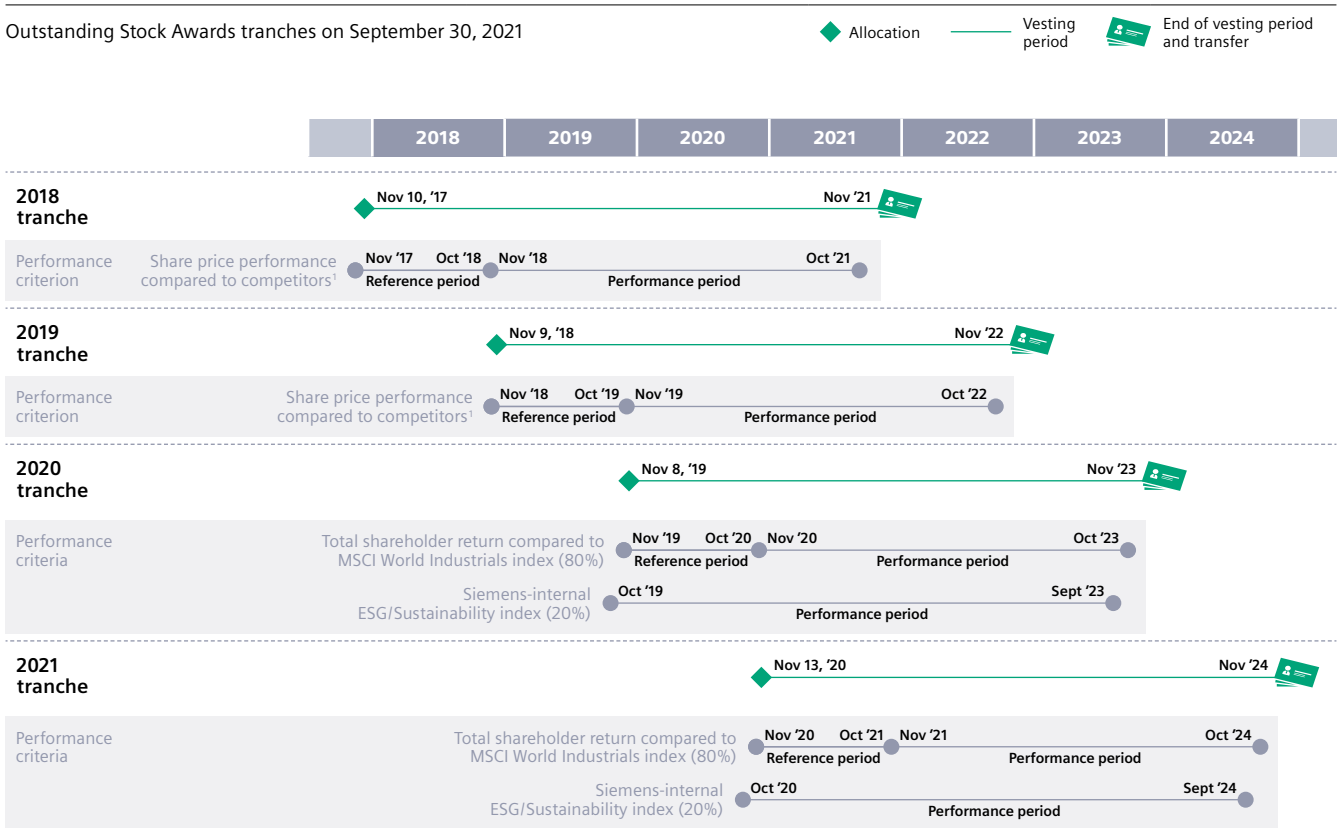 Outstanding Stock Awards tranches on September 30, 2021
Allocation
Vesting
period
End of vesting period
and transfer
2018 2019 2020 2021 2022 2023 2024
2018
tranche
Nov 10, ’17 Nov ’21
Performance
criterion
Share price performance
compared to competitors¹
Nov ’17 Oct ’18 Nov ’18 Oct ’21
Reference period Performance period
2019
tranche
Nov 9, ’18 Nov ’22
Performance
criterion
Share price performance
compared to competitors¹
Nov ’18 Oct ’19 Nov ’19 Oct ’22
Reference period Performance period
2020
tranche
Nov 8, ’19 Nov ’23
Performance
criteria
Total shareholder return compared to
MSCI World Industrials index (80%)
Nov ’19 Oct ’20 Nov ’20 Oct ’23
Reference period Performance period
Siemens-internal
ESG/Sustainability index (20%)
Oct ’19 Sept ’23
Performance period
2021
tranche
Nov 13, ’20 Nov ’24
Performance
criteria
Total shareholder return compared to
MSCI World Industrials index (80%)
Nov ’20 Oct ’21 Nov ’21 Oct ’24
Reference period Performance period
Siemens-internal
ESG/Sustainability index (20%)
Oct ’20 Sept ’24
Performance period